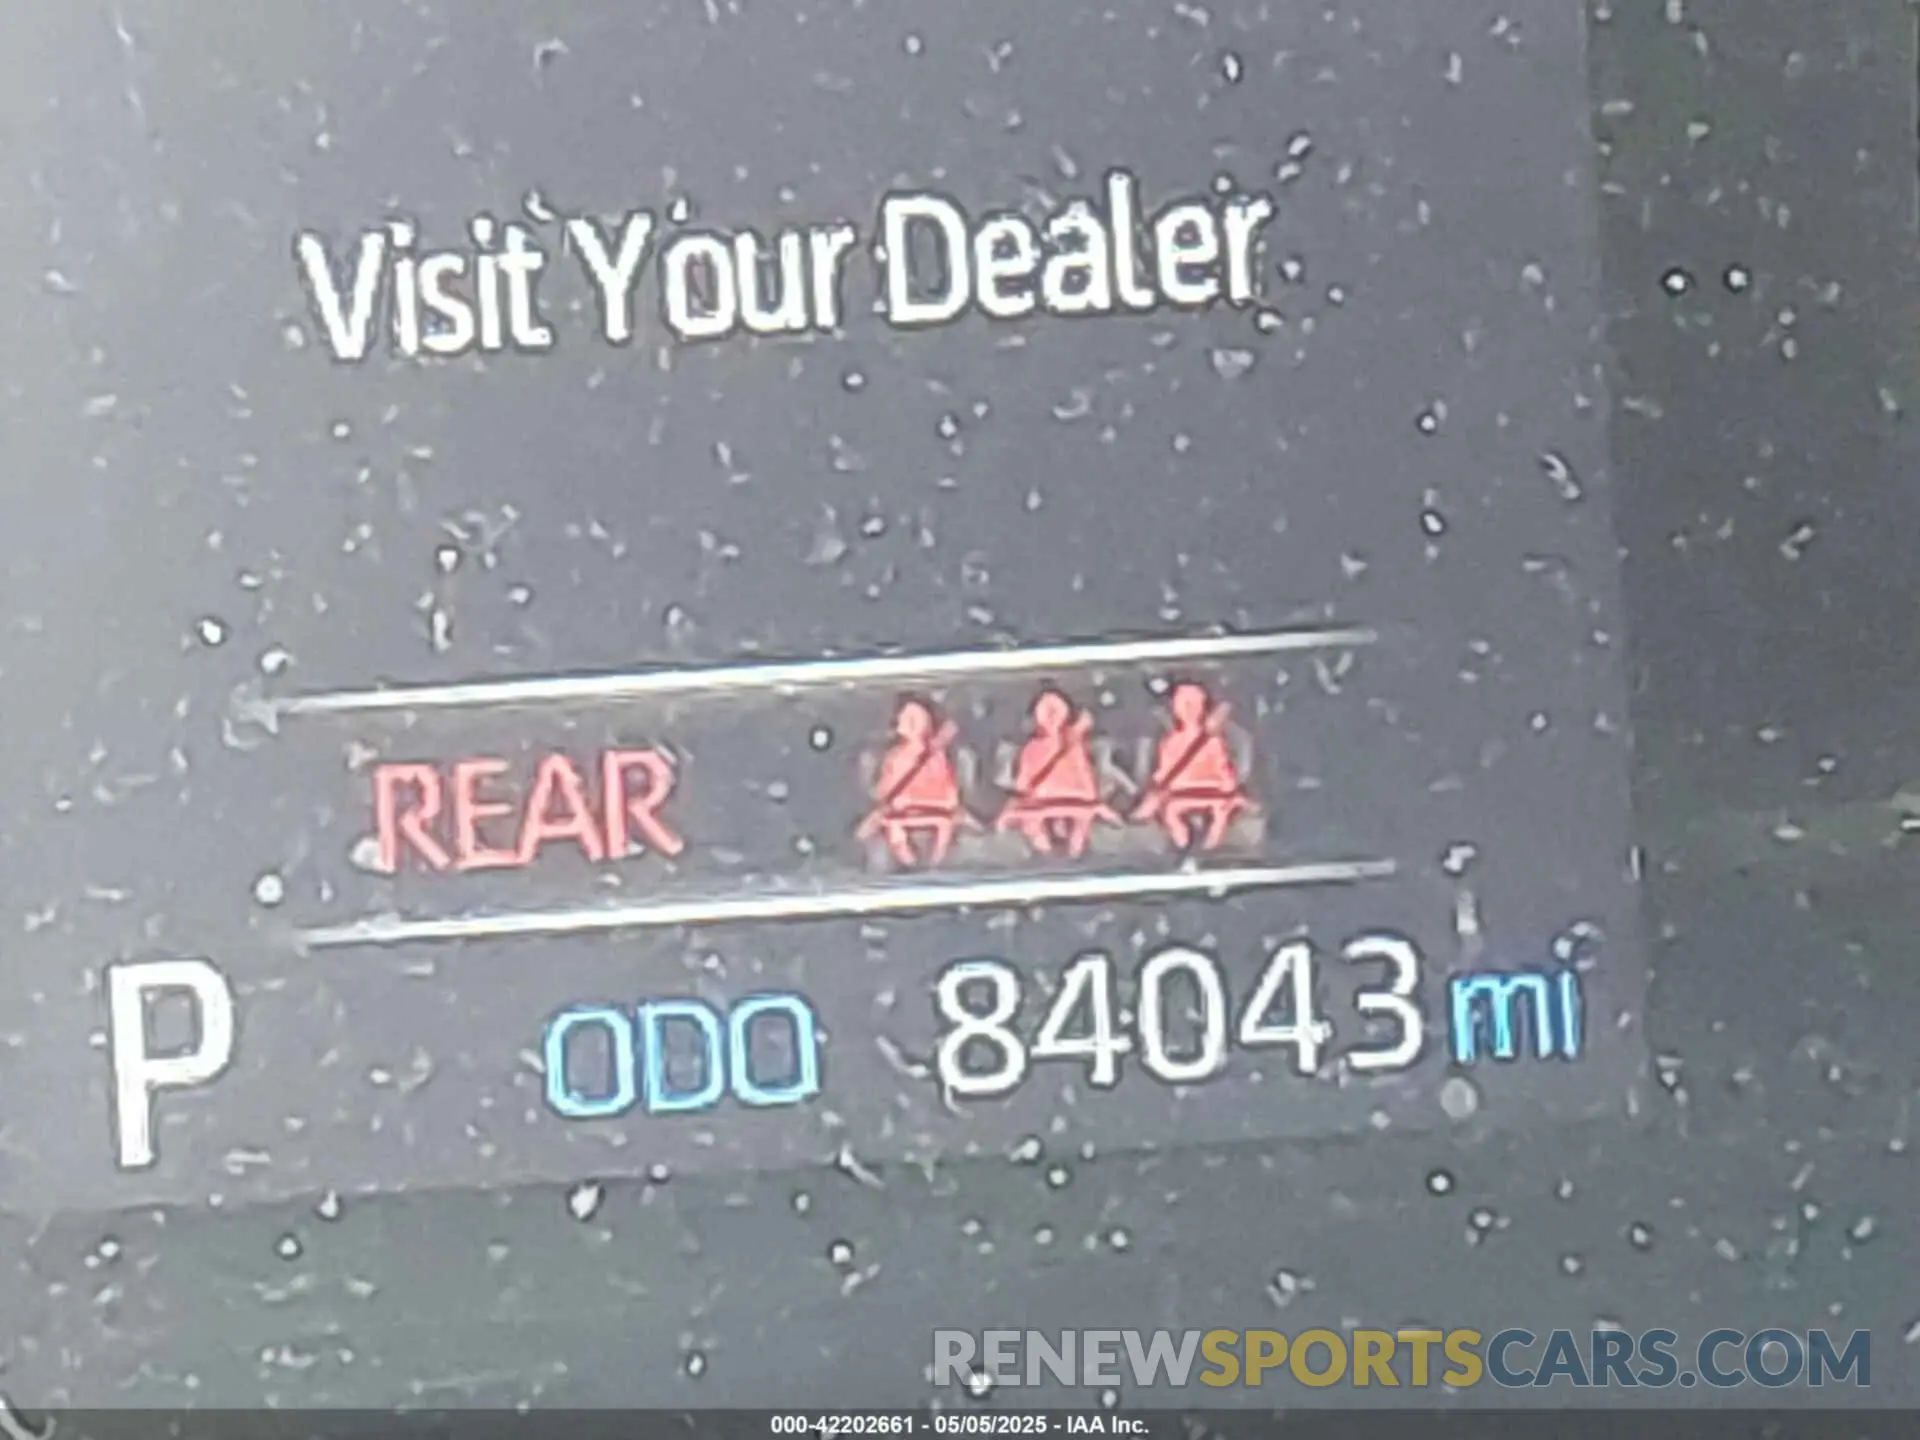 Visit Your Dealer
REAR
P ODO 84043 mi
RENEWSPORTSCARS.COM
000-42202661 - 05/05/2025 - IAA Inc.